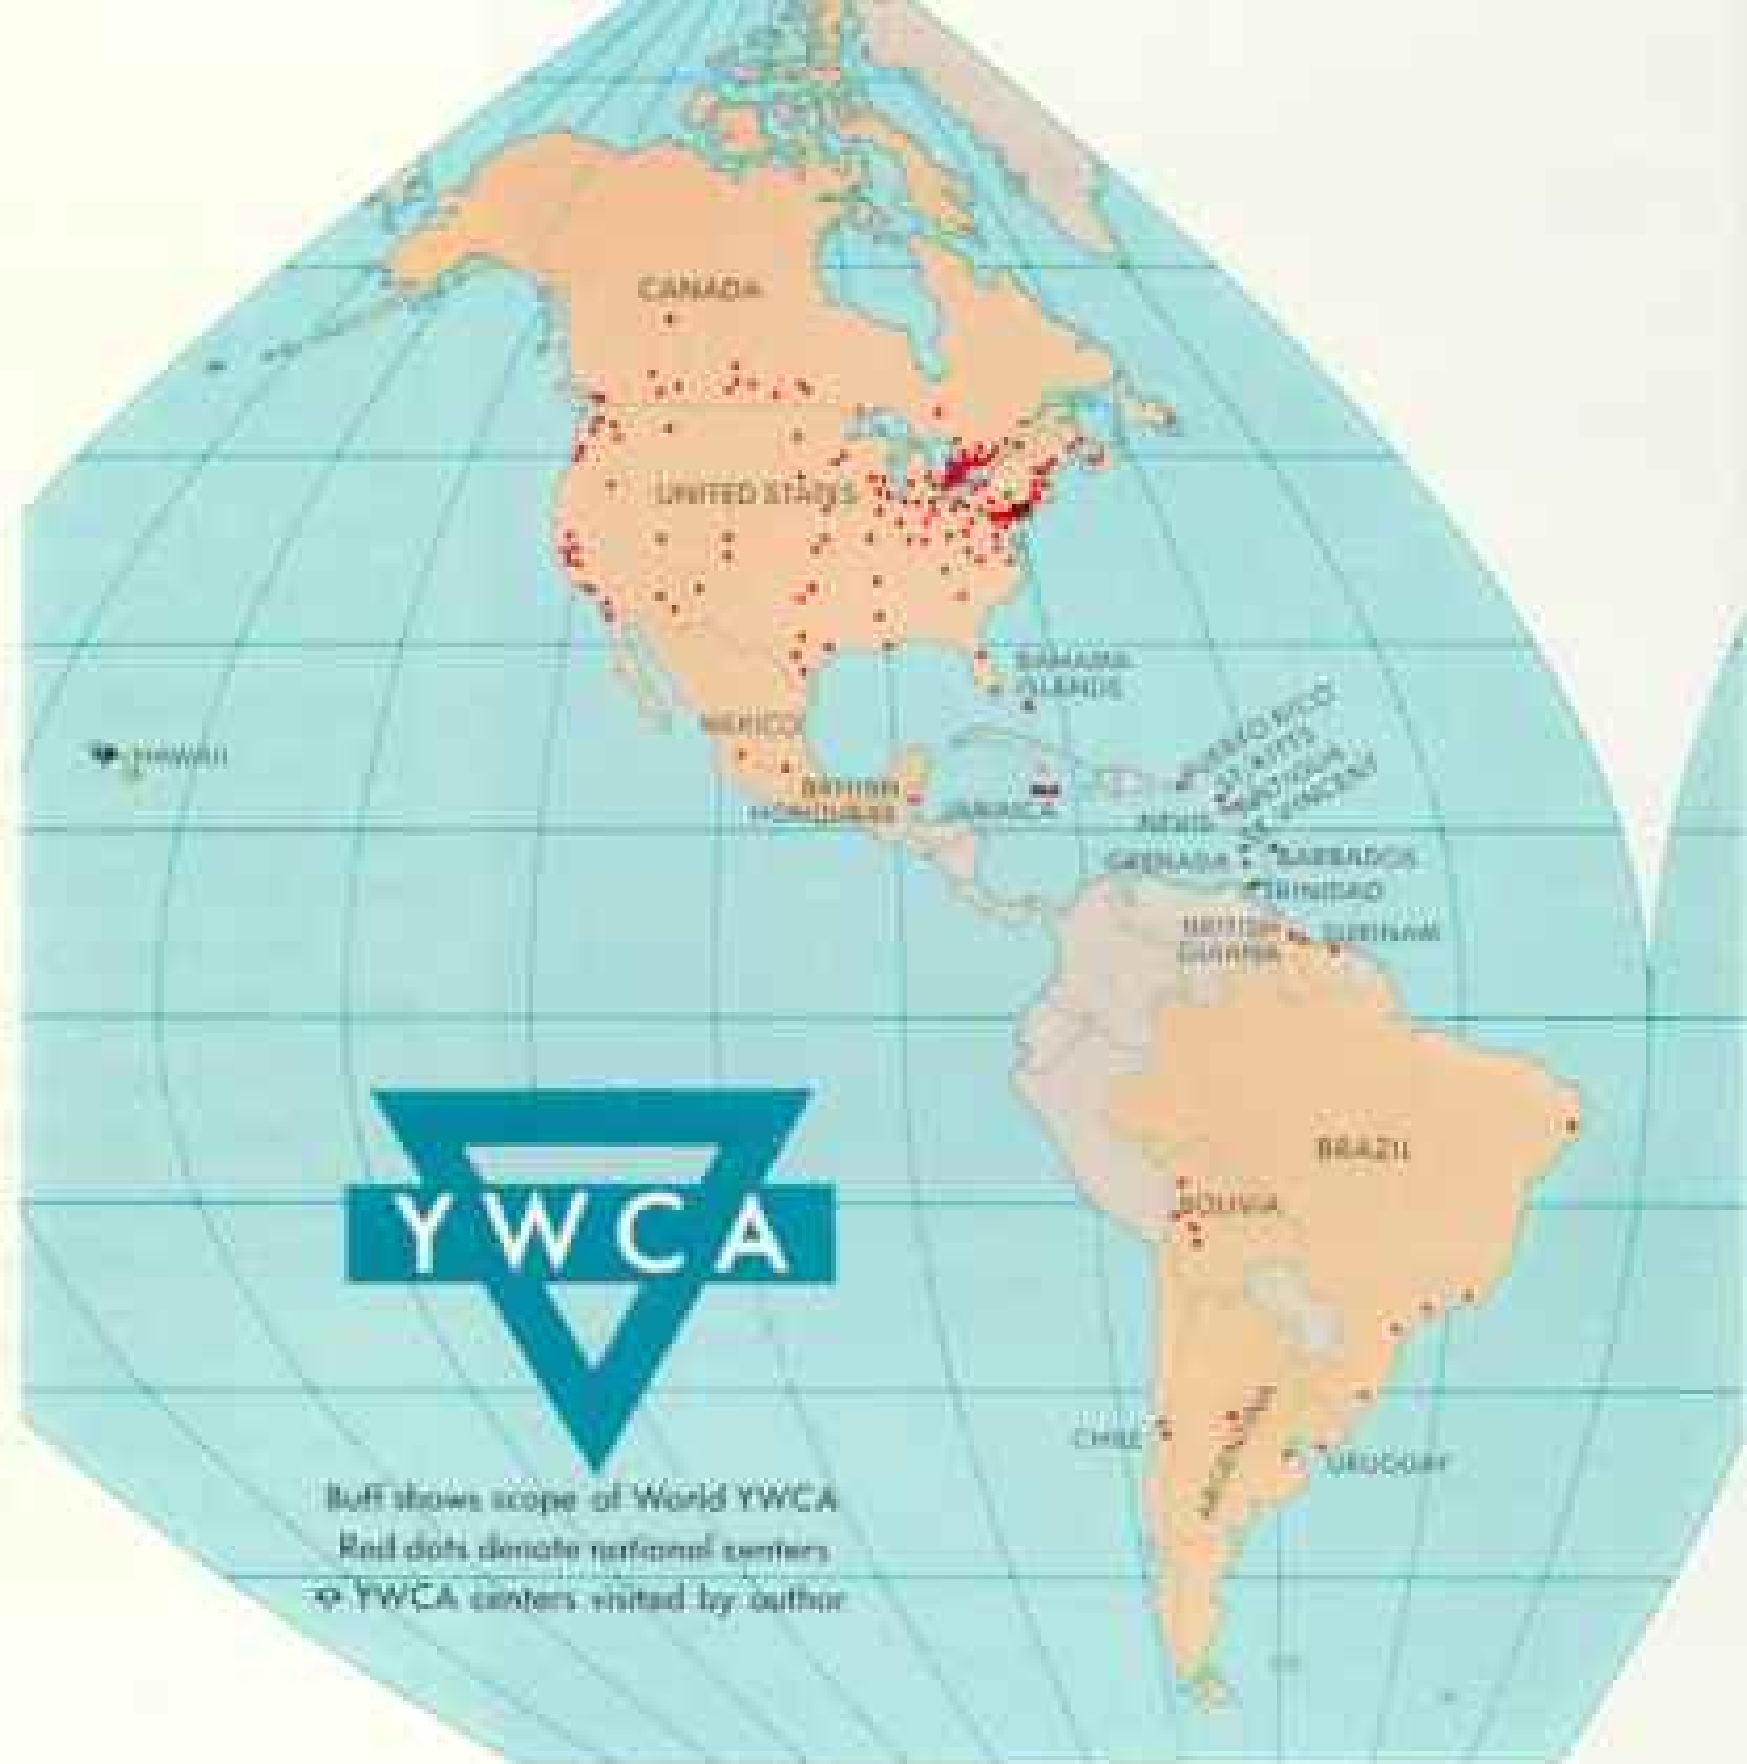 CANADA
UNITED STATES
BAHAMA
ISLANDS
MEXICO
HAWAII
PUERTO RICO
ST KITTS
ANTIGUA
ST VINCENT
BRITISH
HONDURAS
JAMAICA
NEVIS
GRENADA
BARBADOS
TRINIDAD
BRITISH
GUIANA
SURINAM
BRAZIL
YWCA
BOLIVIA
CHILE
ARGENTINA
URUGUAY
Buff shows scope of World YWCA
Red dots denote national centers
YWCA centers visited by author